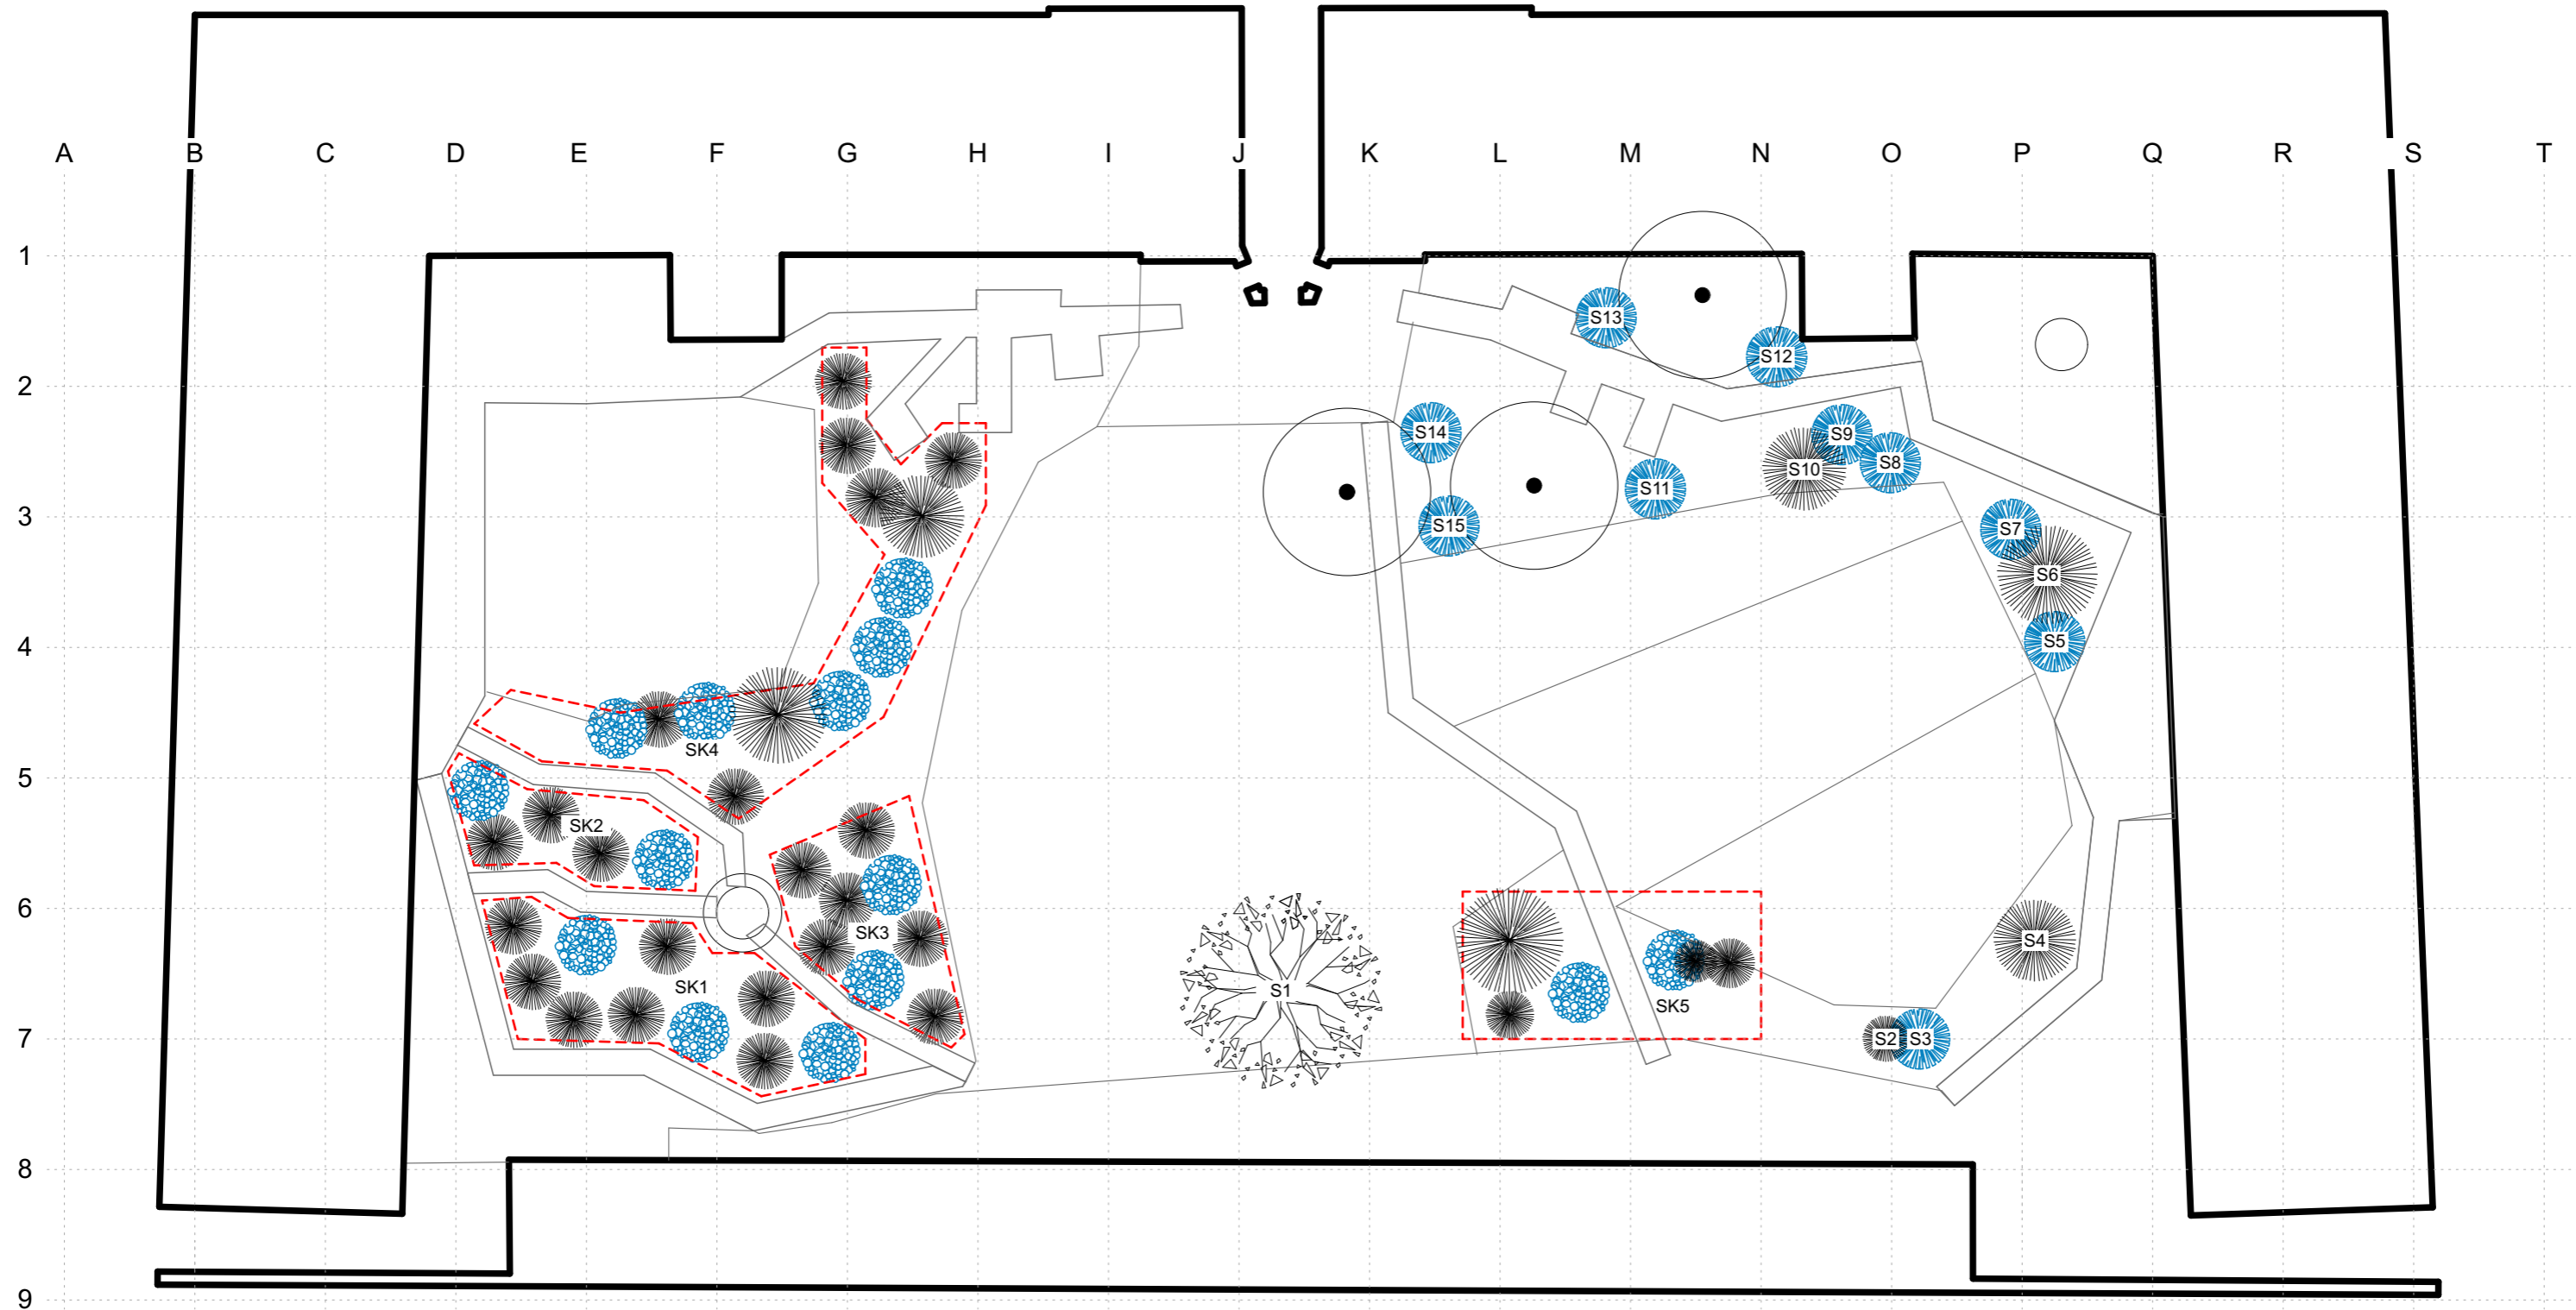 A B C D E F G H I J K L M N O P Q R S T
1
S13
S12
2
S14
S9
S8
S10
S11
3
S15
S7
S6
4
S5
SK4
5
SK2
6
SK3
S4
SK1
S1
SK5
7
S2 S3
8
9